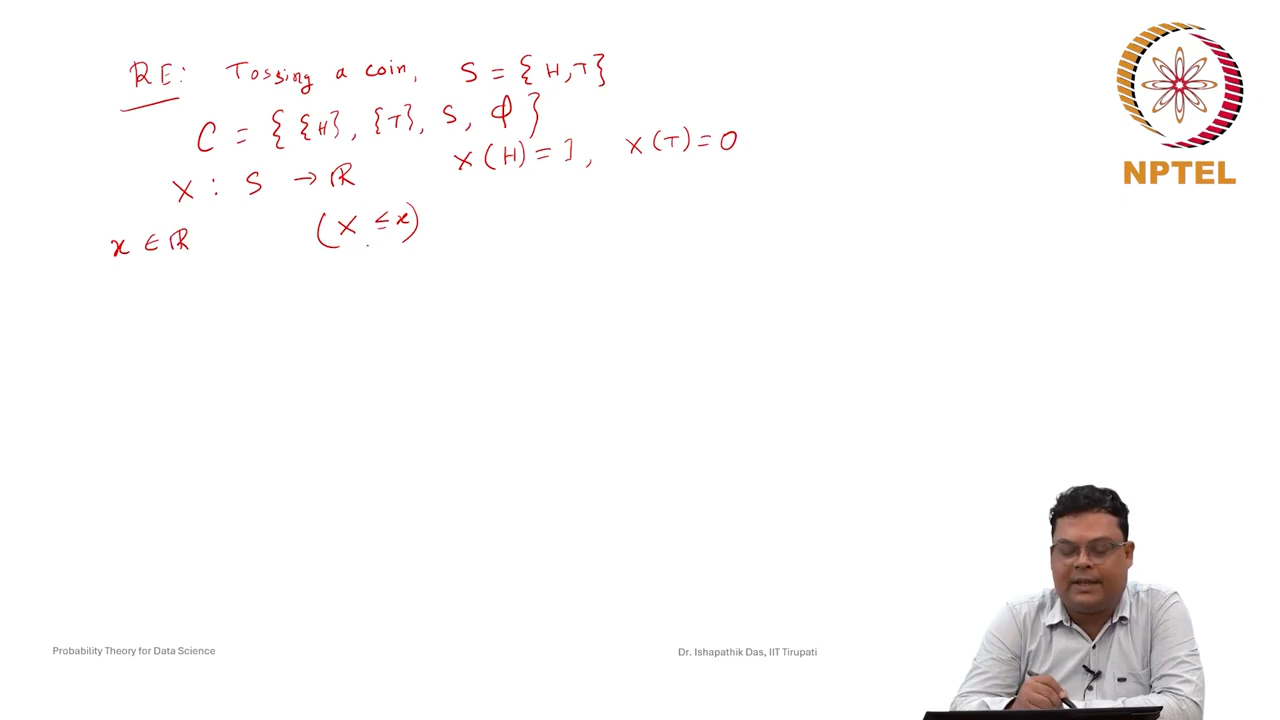 RE: Tossing a coin, S = {H, T}
C = { {H}, {T}, S, φ }
X : S → ℝ X(H) = 1, X(T) = 0
x ∈ ℝ (X ≤ x)
NPTEL
Probability Theory for Data Science Dr. Ishapathik Das, IIT Tirupati